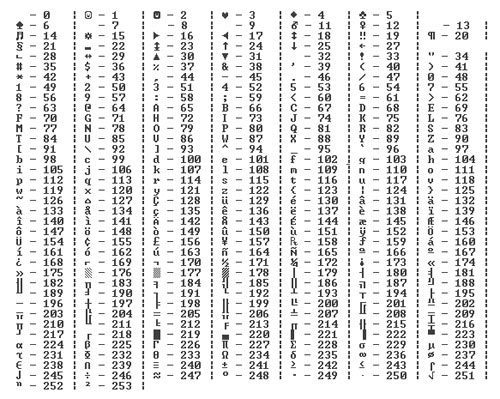 – 0 ¦ ☺ – 1 ¦ ☻ – 2 ¦ ♥ – 3 ¦ ♦ – 4 ¦ ♣ – 5 ¦
♠ – 6 ¦ – 7 ¦ – 8 ¦ – 9 ¦ ♂ – 11 ¦ ♀ – 12 ¦ – 13 ¦
♫ – 14 ¦ ☼ – 15 ¦ ► – 16 ¦ ◄ – 17 ¦ ↕ – 18 ¦ ‼ – 19 ¦ ¶ – 20 ¦
§ – 21 ¦ ▬ – 22 ¦ ↨ – 23 ¦ ↑ – 24 ¦ ↓ – 25 ¦ ← – 27 ¦
∟ – 28 ¦ ↔ – 29 ¦ ▲ – 30 ¦ ▼ – 31 ¦ – 32 ¦ ! – 33 ¦ " – 34 ¦
# – 35 ¦ $ – 36 ¦ % – 37 ¦ & – 38 ¦ ' – 39 ¦ ( – 40 ¦ ) – 41 ¦
* – 42 ¦ + – 43 ¦ , – 44 ¦ - – 45 ¦ . – 46 ¦ / – 47 ¦ 0 – 48 ¦
1 – 49 ¦ 2 – 50 ¦ 3 – 51 ¦ 4 – 52 ¦ 5 – 53 ¦ 6 – 54 ¦ 7 – 55 ¦
8 – 56 ¦ 9 – 57 ¦ : – 58 ¦ ; – 59 ¦ < – 60 ¦ = – 61 ¦ > – 62 ¦
? – 63 ¦ @ – 64 ¦ A – 65 ¦ B – 66 ¦ C – 67 ¦ D – 68 ¦ E – 69 ¦
F – 70 ¦ G – 71 ¦ H – 72 ¦ I – 73 ¦ J – 74 ¦ K – 75 ¦ L – 76 ¦
M – 77 ¦ N – 78 ¦ O – 79 ¦ P – 80 ¦ Q – 81 ¦ R – 82 ¦ S – 83 ¦
T – 84 ¦ U – 85 ¦ V – 86 ¦ W – 87 ¦ X – 88 ¦ Y – 89 ¦ Z – 90 ¦
[ – 91 ¦ \ – 92 ¦ ] – 93 ¦ ^ – 94 ¦ _ – 95 ¦ ` – 96 ¦ a – 97 ¦
b – 98 ¦ c – 99 ¦ d – 100 ¦ e – 101 ¦ f – 102 ¦ g – 103 ¦ h – 104 ¦
i – 105 ¦ j – 106 ¦ k – 107 ¦ l – 108 ¦ m – 109 ¦ n – 110 ¦ o – 111 ¦
p – 112 ¦ q – 113 ¦ r – 114 ¦ s – 115 ¦ t – 116 ¦ u – 117 ¦ v – 118 ¦
w – 119 ¦ x – 120 ¦ y – 121 ¦ z – 122 ¦ { – 123 ¦ | – 124 ¦ } – 125 ¦
~ – 126 ¦ ⌂ – 127 ¦ Ç – 128 ¦ ü – 129 ¦ é – 130 ¦ â – 131 ¦ ä – 132 ¦
à – 133 ¦ å – 134 ¦ ç – 135 ¦ ê – 136 ¦ ë – 137 ¦ è – 138 ¦ ï – 139 ¦
î – 140 ¦ ì – 141 ¦ Ä – 142 ¦ Å – 143 ¦ É – 144 ¦ æ – 145 ¦ Æ – 146 ¦
ô – 147 ¦ ö – 148 ¦ ò – 149 ¦ û – 150 ¦ ù – 151 ¦ ÿ – 152 ¦ Ö – 153 ¦
Ü – 154 ¦ ¢ – 155 ¦ £ – 156 ¦ ¥ – 157 ¦ ₧ – 158 ¦ ƒ – 159 ¦ á – 160 ¦
í – 161 ¦ ó – 162 ¦ ú – 163 ¦ ñ – 164 ¦ Ñ – 165 ¦ ª – 166 ¦ º – 167 ¦
¿ – 168 ¦ ⌐ – 169 ¦ ¬ – 170 ¦ ½ – 171 ¦ ¼ – 172 ¦ ¡ – 173 ¦ « – 174 ¦
» – 175 ¦ ░ – 176 ¦ ▒ – 177 ¦ ▓ – 178 ¦ │ – 179 ¦ ┤ – 180 ¦ ╡ – 181 ¦
╢ – 182 ¦ ╖ – 183 ¦ ╕ – 184 ¦ ╣ – 185 ¦ ║ – 186 ¦ ╗ – 187 ¦ ╝ – 188 ¦
╜ – 189 ¦ ╛ – 190 ¦ ┐ – 191 ¦ └ – 192 ¦ ┴ – 193 ¦ ┬ – 194 ¦ ├ – 195 ¦
─ – 196 ¦ ┼ – 197 ¦ ╞ – 198 ¦ ╟ – 199 ¦ ╚ – 200 ¦ ╔ – 201 ¦ ╩ – 202 ¦
╦ – 203 ¦ ╠ – 204 ¦ ═ – 205 ¦ ╬ – 206 ¦ ╧ – 207 ¦ ╨ – 208 ¦ ╤ – 209 ¦
╥ – 210 ¦ ╙ – 211 ¦ ╘ – 212 ¦ ╒ – 213 ¦ ╓ – 214 ¦ ╫ – 215 ¦ ╪ – 216 ¦
┘ – 217 ¦ ┌ – 218 ¦ █ – 219 ¦ ▄ – 220 ¦ ▌ – 221 ¦ ▐ – 222 ¦ ▀ – 223 ¦
α – 224 ¦ ß – 225 ¦ Γ – 226 ¦ π – 227 ¦ Σ – 228 ¦ σ – 229 ¦ µ – 230 ¦
τ – 231 ¦ Φ – 232 ¦ Θ – 233 ¦ Ω – 234 ¦ δ – 235 ¦ ∞ – 236 ¦ φ – 237 ¦
ε – 238 ¦ ∩ – 239 ¦ ≡ – 240 ¦ ± – 241 ¦ ≥ – 242 ¦ ≤ – 243 ¦ ⌠ – 244 ¦
⌡ – 245 ¦ ÷ – 246 ¦ ≈ – 247 ¦ ° – 248 ¦ ∙ – 249 ¦ · – 250 ¦ √ – 251 ¦
ⁿ – 252 ¦ ² – 253 ¦